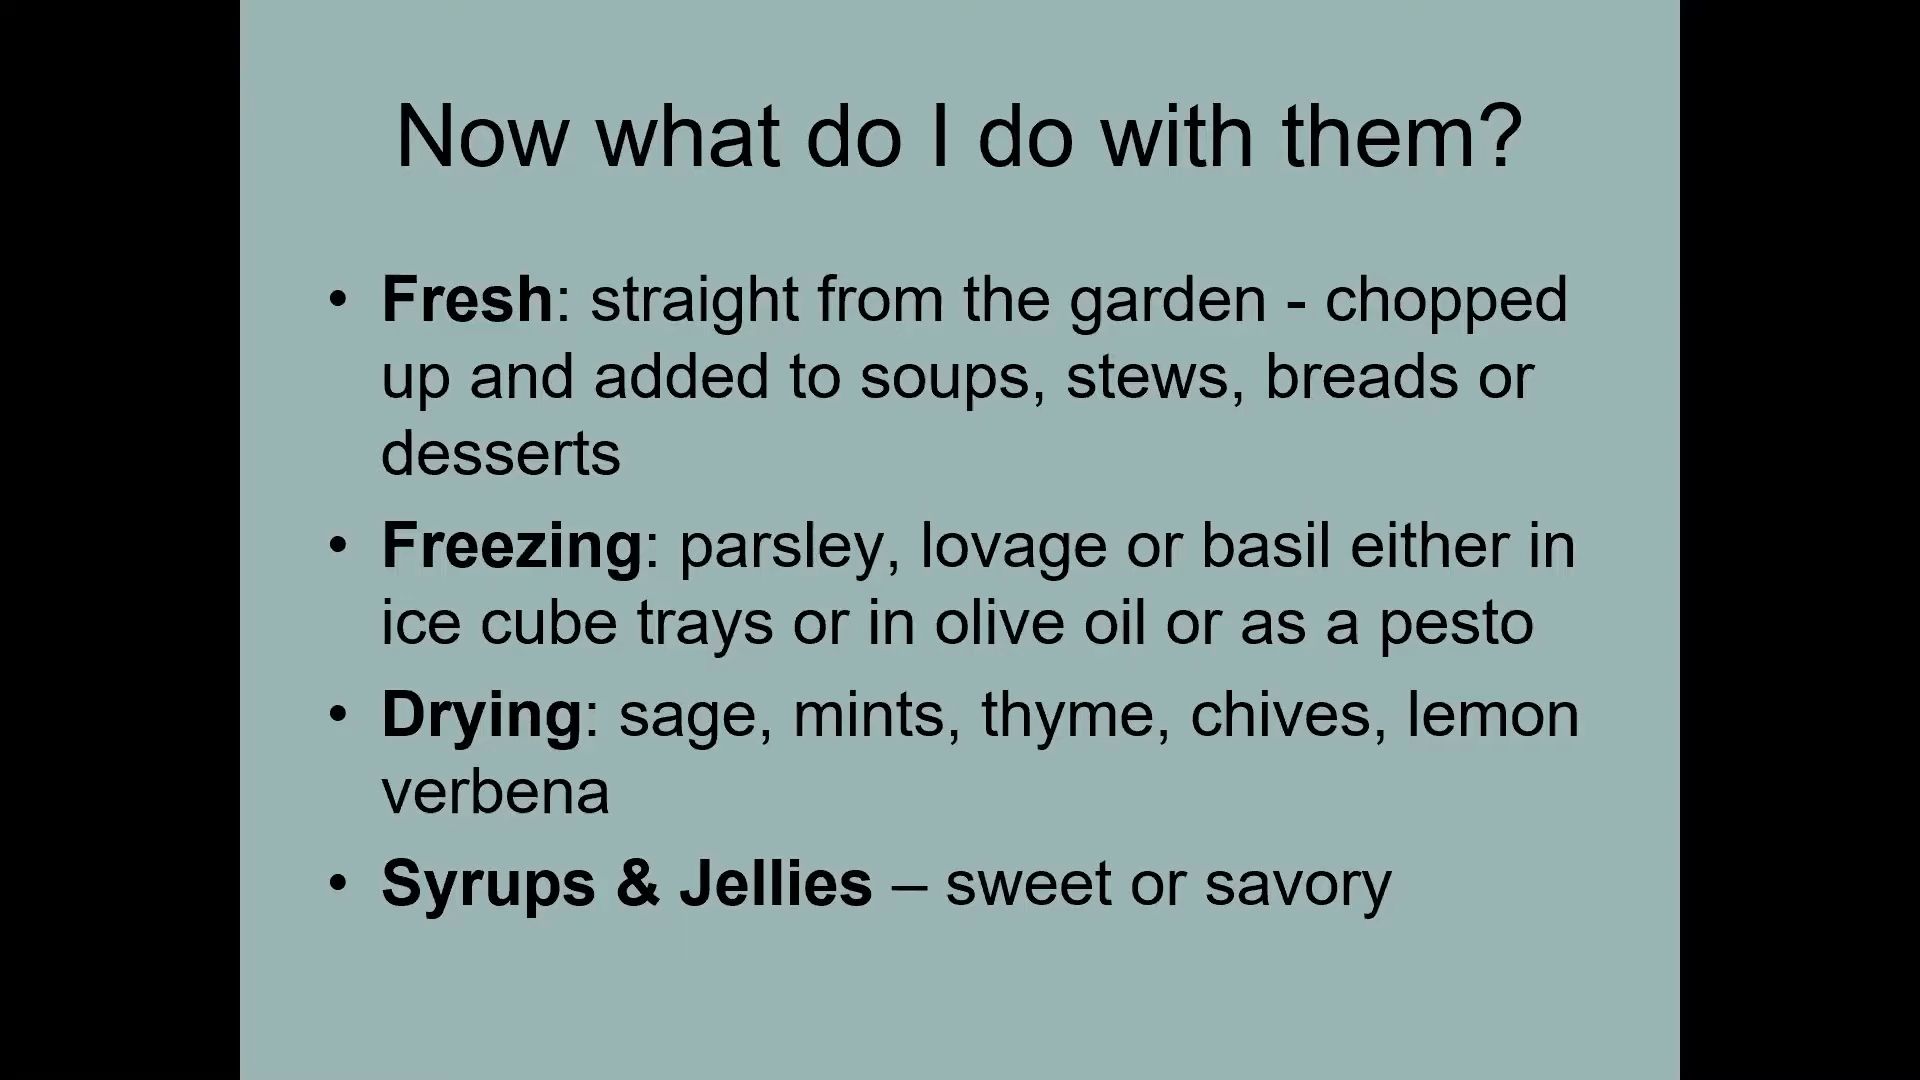 Now what do I do with them?
• Fresh: straight from the garden - chopped
up and added to soups, stews, breads or
desserts
• Freezing: parsley, lovage or basil either in
ice cube trays or in olive oil or as a pesto
• Drying: sage, mints, thyme, chives, lemon
verbena
• Syrups & Jellies – sweet or savory